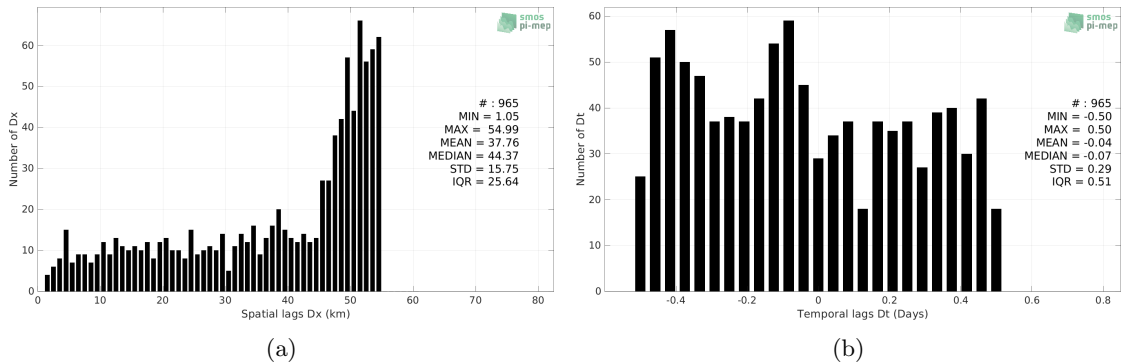 smos
pi-mep
Number of Dx
60
50
40
30
20
10
0
# : 965
MIN = 1.05
MAX = 54.99
MEAN = 37.76
MEDIAN = 44.37
STD = 15.75
IQR = 25.64
0 10 20 30 40 50 60 70 80
Spatial lags Dx (km)
(a)
smos
pi-mep
Number of Dt
60
50
40
30
20
10
0
# : 965
MIN = -0.50
MAX = 0.50
MEAN = -0.04
MEDIAN = -0.07
STD = 0.29
IQR = 0.51
-0.4 -0.2 0 0.2 0.4 0.6 0.8
Temporal lags Dt (Days)
(b)